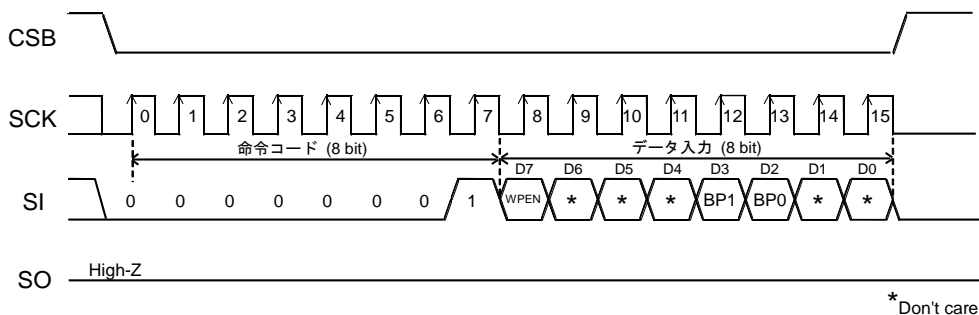 CSB
SCK
0 1 2 3 4 5 6 7 8 9 10 11 12 13 14 15
命令コード (8 bit) データ入力 (8 bit)
D7 D6 D5 D4 D3 D2 D1 D0
SI
0 0 0 0 0 0 0 1 WPEN * * * BP1 BP0 * *
SO
High-Z
*Don't care